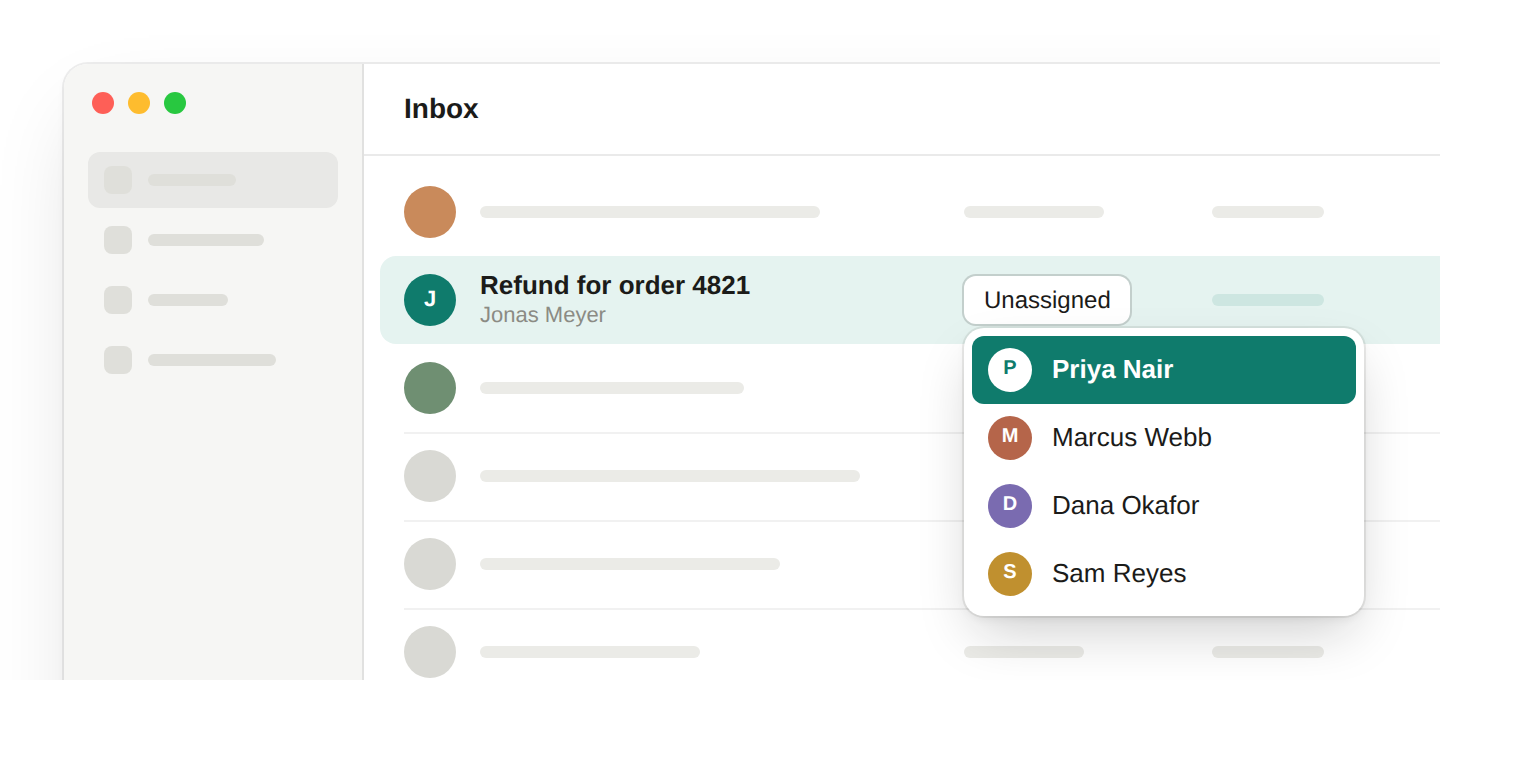 Inbox
J
Refund for order 4821
Jonas Meyer
Unassigned
P
Priya Nair
M
Marcus Webb
D
Dana Okafor
S
Sam Reyes